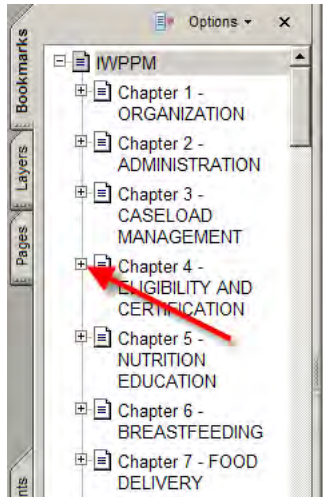 Options
x
Bookmarks
Layers
Pages
nts
IWPPM
Chapter 1 -
ORGANIZATION
Chapter 2 -
ADMINISTRATION
Chapter 3 -
CASELOAD
MANAGEMENT
Chapter 4 -
ELIGIBILITY AND
CERTIFICATION
Chapter 5 -
NUTRITION
EDUCATION
Chapter 6 -
BREASTFEEDING
Chapter 7 - FOOD
DELIVERY